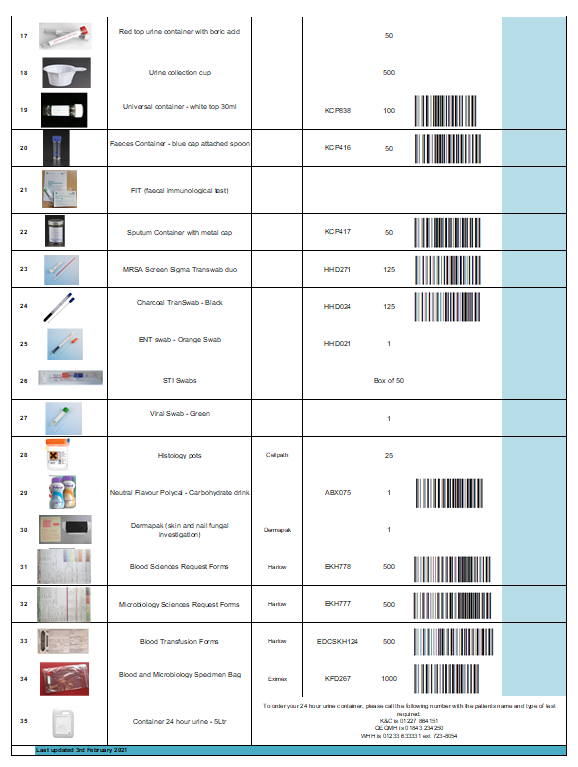 17 Red top urine container with boric acid 50
18 Urine collection cup 500
19 Universal container - white top 30ml KCP838 100
20 Faeces Container - blue cap attached spoon KCP416 50
21 FIT (faecal immunological test)
22 Sputum Container with metal cap KCP417 50
23 MRSA Screen Sigma Transwab duo HHD271 125
24 Charcoal TranSwab - Black HHD024 125
25 ENT swab - Orange Swab HHD021 1
26 STI Swabs Box of 50
27 Viral Swab - Green 1
28 Histology pots Cellpath 25
29 Neutral Flavour Polycal - Carbohydrate drink ABX075 1
30 Dermapak (skin and nail fungal
investigation) Dermapak 1
31 Blood Sciences Request Forms Harlow EKH778 500
32 Microbiology Sciences Request Forms Harlow EKH777 500
33 Blood Transfusion Forms Harlow EDCSKH124 500
34 Blood and Microbiology Specimen Bag Eximex KFD267 1000
35 Container 24 hour urine - 5Ltr
To order your 24 hour urine container, please call the following number with the patients name and type of test
required:
K&C is 01227 864151
QEQMH is 01843 234250
WHH is 01233 633331 ext 723-8054
Last updated 3rd February 2021